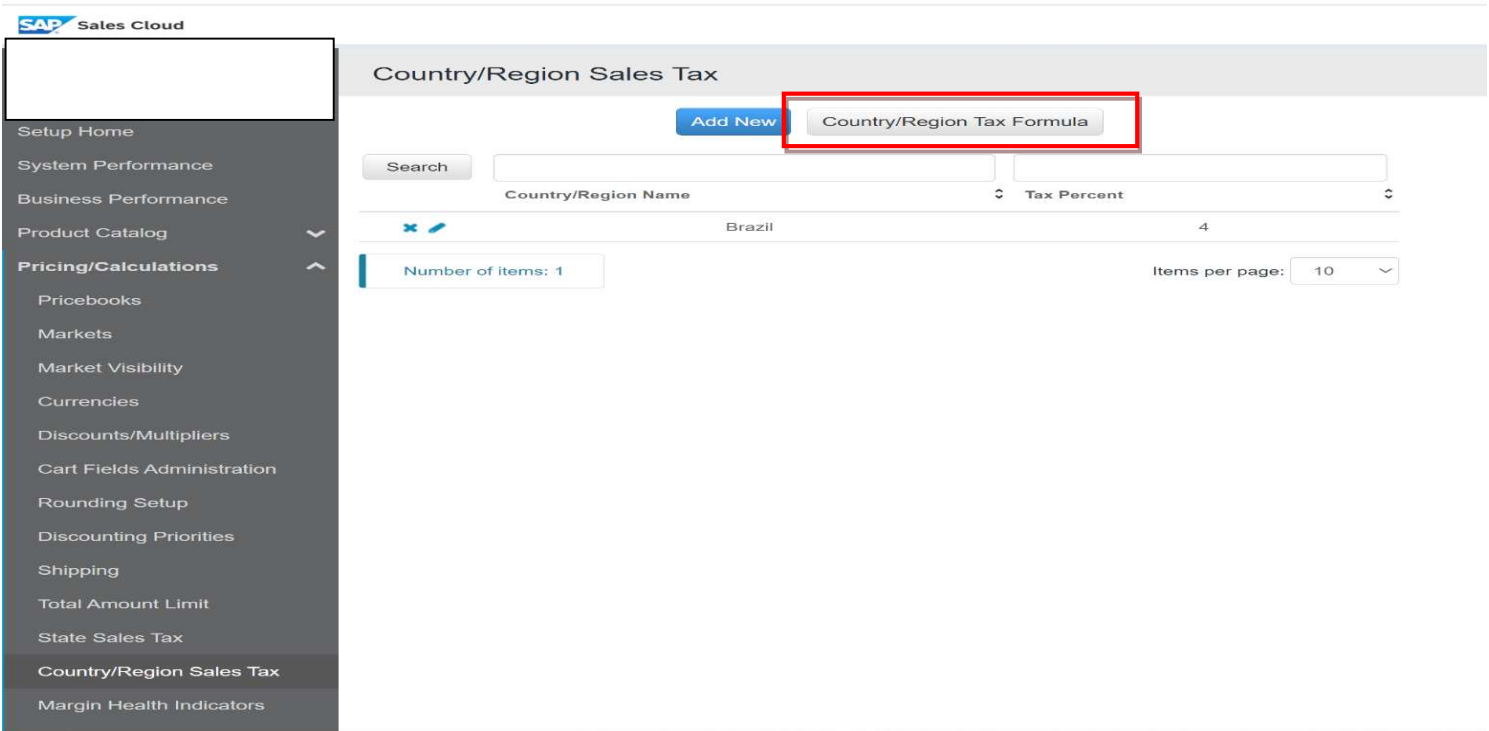 SAP Sales Cloud
Country/Region Sales Tax
Add New Country/Region Tax Formula
Search
Country/Region Name Tax Percent
Brazil 4
Number of items: 1 Items per page: 10
Setup Home
System Performance
Business Performance
Product Catalog
Pricing/Calculations
Pricebooks
Markets
Market Visibility
Currencies
Discounts/Multipliers
Cart Fields Administration
Rounding Setup
Discounting Priorities
Shipping
Total Amount Limit
State Sales Tax
Country/Region Sales Tax
Margin Health Indicators